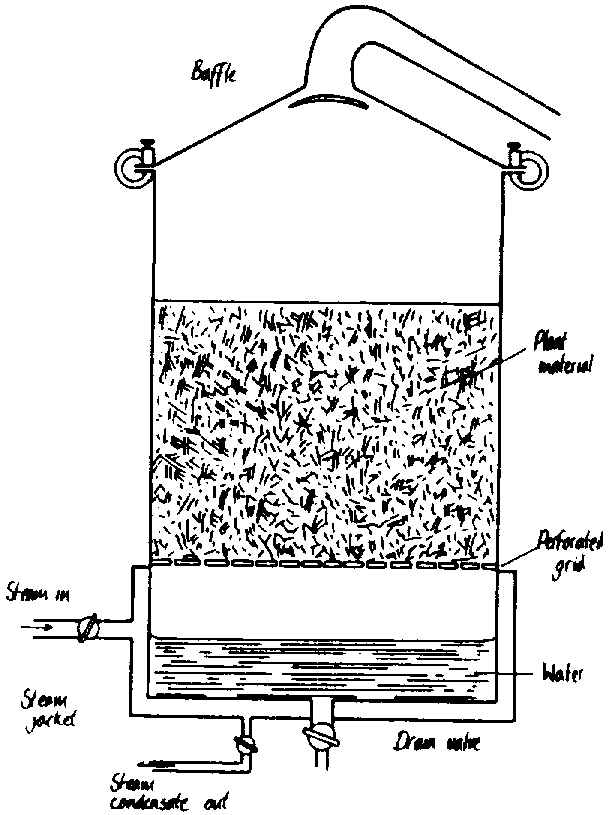 Baffle
Plant
material
Perforated
grid
Steam in
Water
Steam
jacket
Drain valve
Steam
condensate out